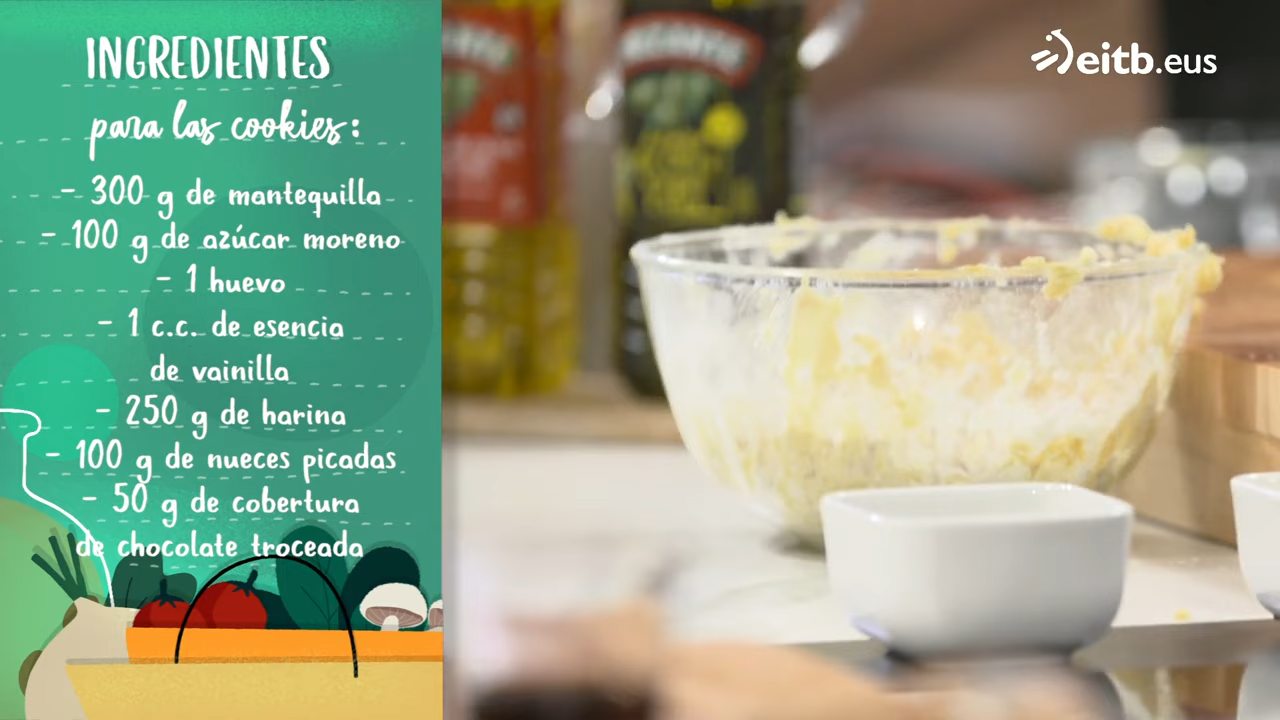 INGREDIENTES
para las cookies:
- 300 g de mantequilla
- 100 g de azúcar moreno
- 1 huevo
- 1 c.c. de esencia
de vainilla
- 250 g de harina
- 100 g de nueces picadas
- 50 g de cobertura
de chocolate troceada
eitb.eus